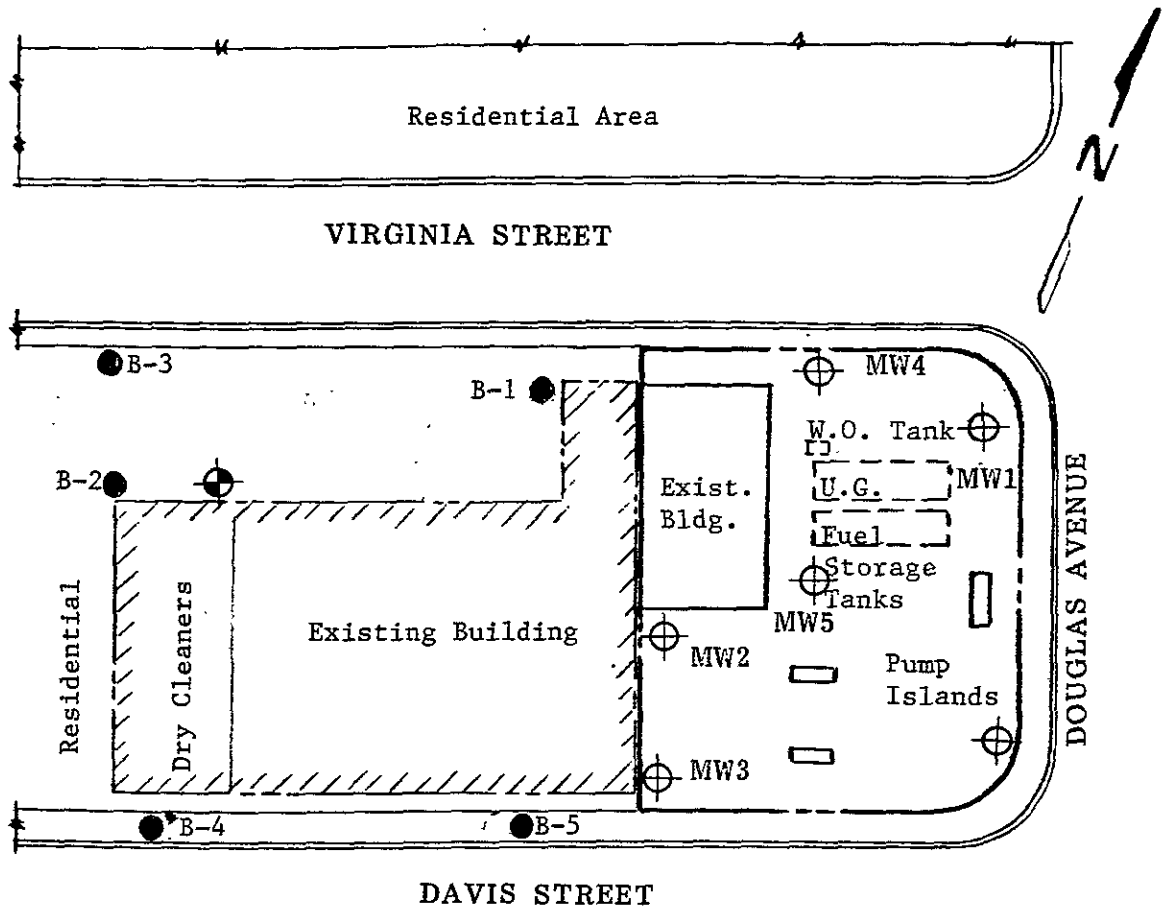 Residential Area
N
VIRGINIA STREET
B-3
B-1
MW4
W.O. Tank
B-2
Exist.
Bldg.
U.G.
MW1
Fuel
Storage
Tanks
MW5
Residential
Dry Cleaners
Existing Building
MW2
Pump
Islands
DOUGLAS AVENUE
MW3
B-4
B-5
DAVIS STREET